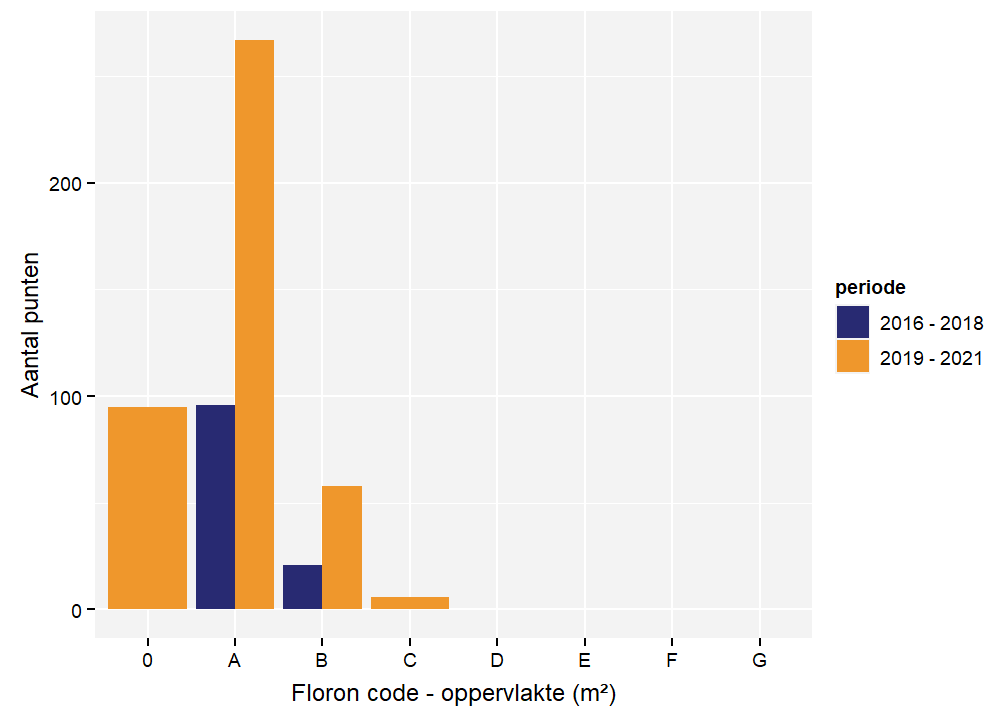 200
100
0
Aantal punten
0 A B C D E F G
Floron code - oppervlakte (m²)
periode
2016 - 2018
2019 - 2021